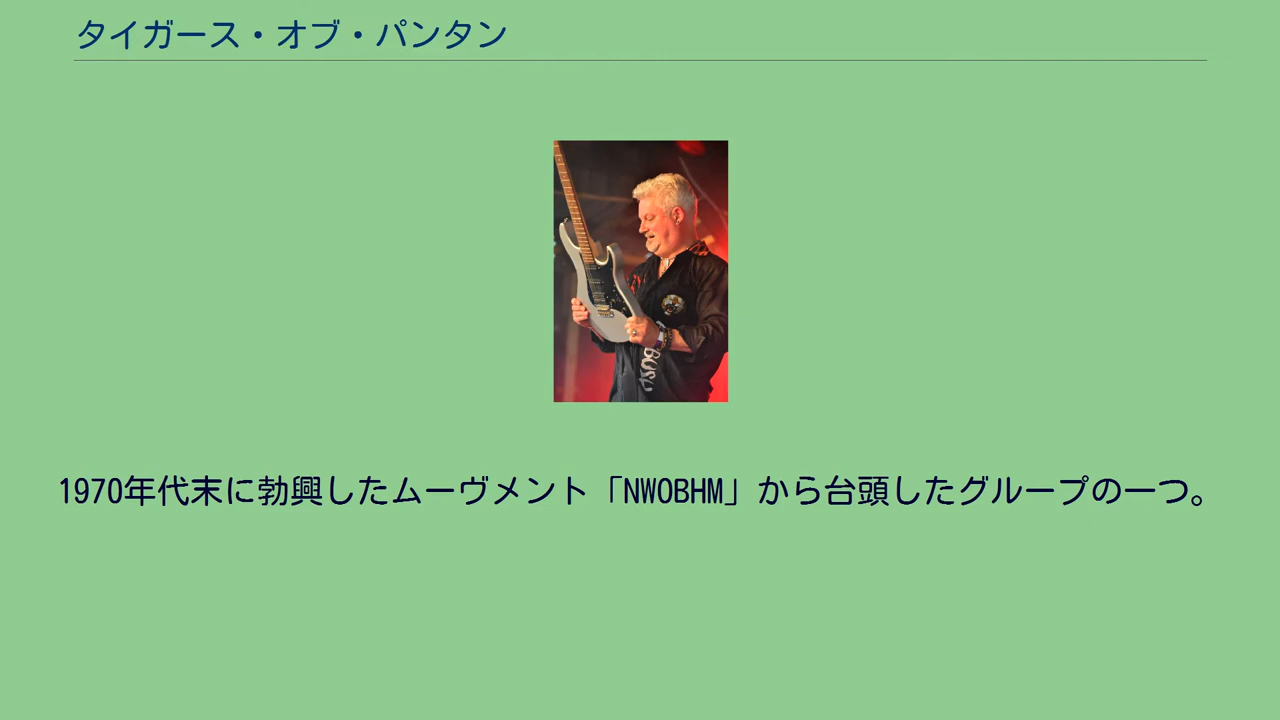 タイガース・オブ・パンタン
1970年代末に勃興したムーヴメント「NWOBHM」から台頭したグループの一つ。